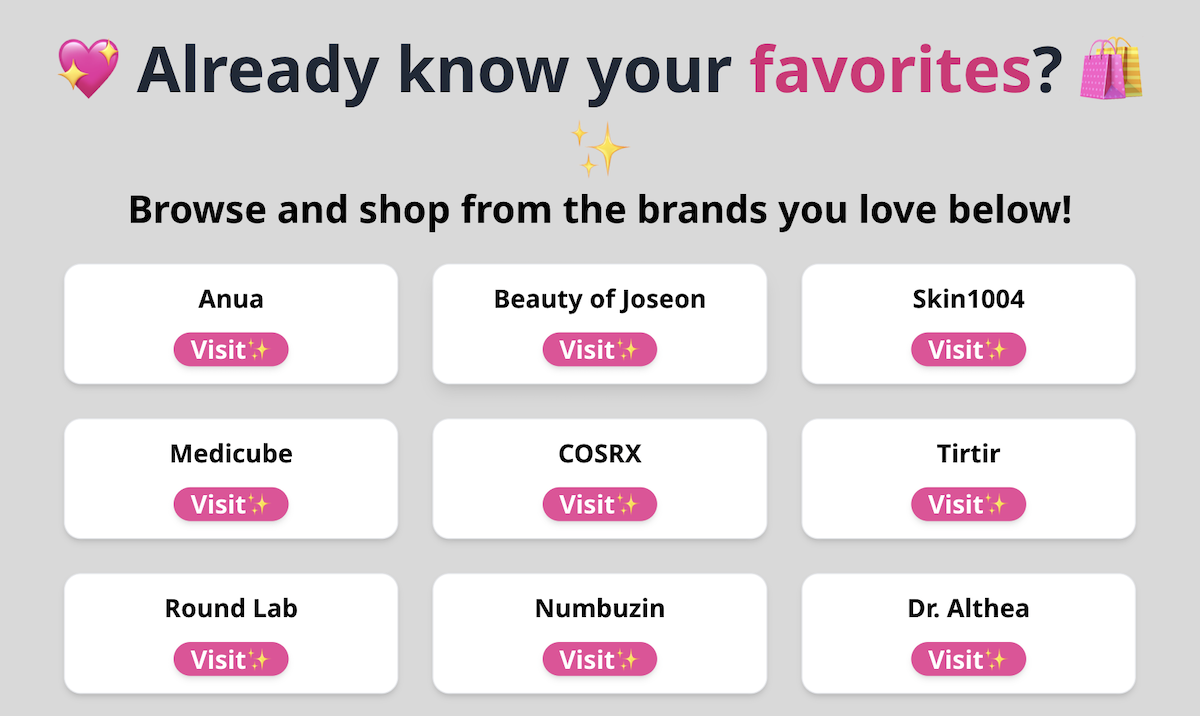 💖 Already know your favorites? 🛍️
✨
Browse and shop from the brands you love below!
Anua
Visit✨
Beauty of Joseon
Visit✨
Skin1004
Visit✨
Medicube
Visit✨
COSRX
Visit✨
Tirtir
Visit✨
Round Lab
Visit✨
Numbuzin
Visit✨
Dr. Althea
Visit✨